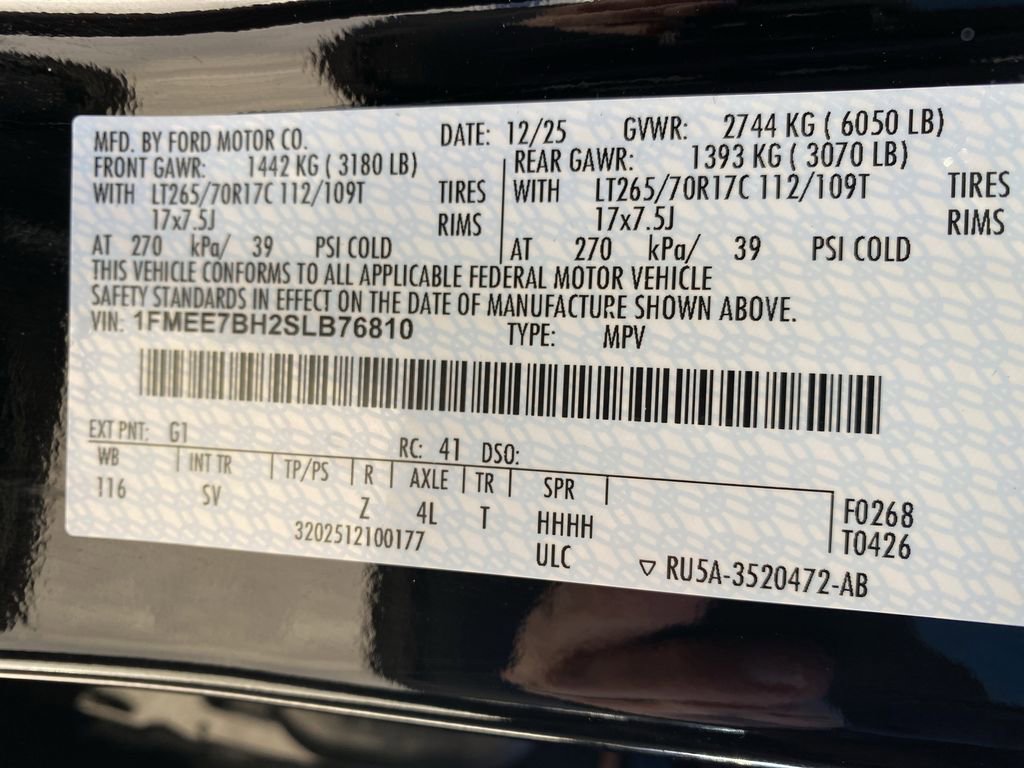 MFD. BY FORD MOTOR CO. DATE: 12/25 GVWR: 2744 KG ( 6050 LB)
FRONT GAWR: 1442 KG ( 3180 LB) REAR GAWR: 1393 KG ( 3070 LB)
WITH LT265/70R17C 112/109T TIRES WITH LT265/70R17C 112/109T TIRES
17x7.5J RIMS 17x7.5J RIMS
AT 270 kPa/ 39 PSI COLD AT 270 kPa/ 39 PSI COLD
THIS VEHICLE CONFORMS TO ALL APPLICABLE FEDERAL MOTOR VEHICLE
SAFETY STANDARDS IN EFFECT ON THE DATE OF MANUFACTURE SHOWN ABOVE.
VIN: 1FMEE7BH2SLB76810 TYPE: MPV
EXT PNT: G1 RC: 41 DSO:
WB INT TR TP/PS R AXLE TR SPR
116 SV Z 4L T HHHH F0268
3202512100177 ULC T0426
▽ RU5A-3520472-AB